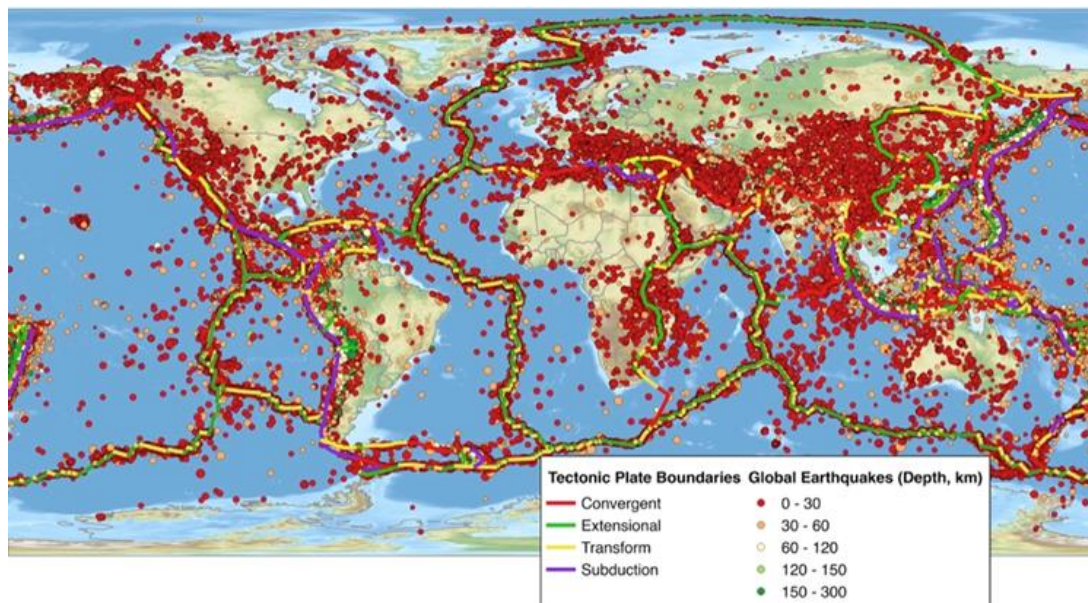 Tectonic Plate Boundaries Global Earthquakes (Depth, km)
Convergent 0 - 30
Extensional 30 - 60
Transform 60 - 120
Subduction 120 - 150
150 - 300